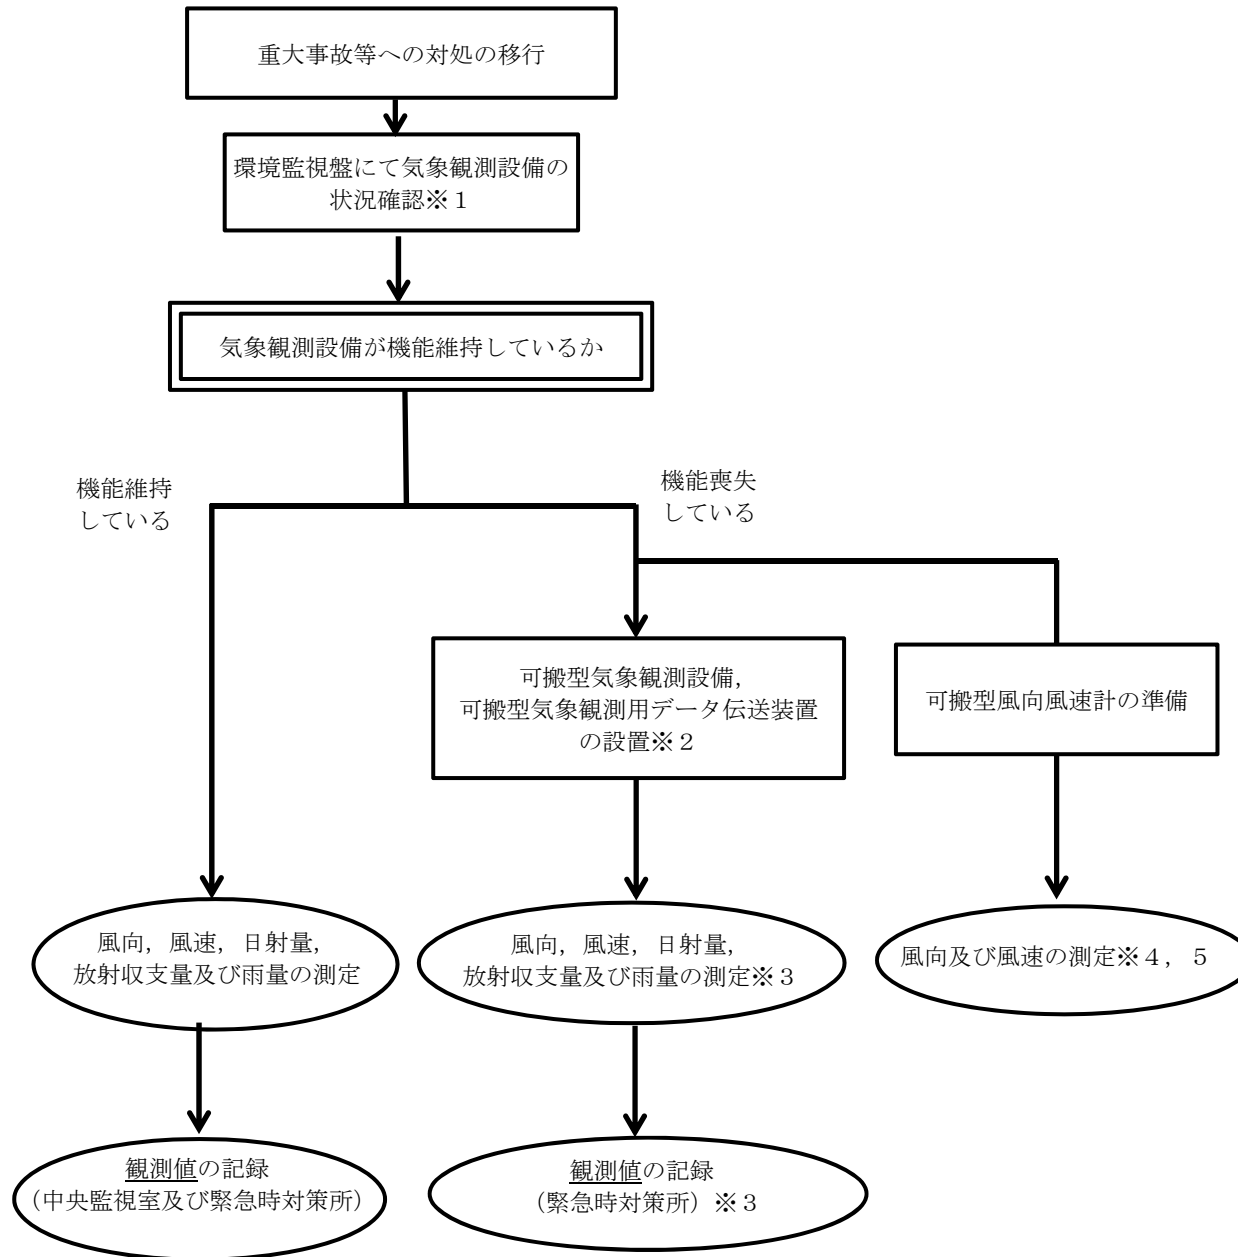 重大事故等への対処の移行
環境監視盤にて気象観測設備の
状況確認※１
気象観測設備が機能維持しているか
機能維持
している
機能喪失
している
可搬型気象観測設備，
可搬型気象観測用データ伝送装置
の設置※２
可搬型風向風速計の準備
風向，風速，日射量，
放射収支量及び雨量の測定
風向，風速，日射量，
放射収支量及び雨量の測定※３
風向及び風速の測定※４，５
観測値の記録
（中央監視室及び緊急時対策所）
観測値の記録
（緊急時対策所）※３